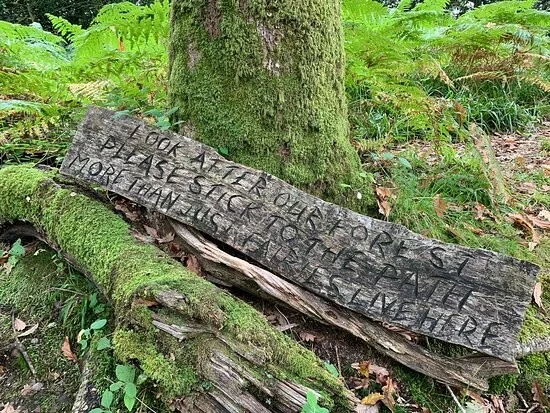 LOOK AFTER OUR FOREST
PLEASE STICK TO THE PATH
MORE THAN JUST FAIRIES LIVE HERE